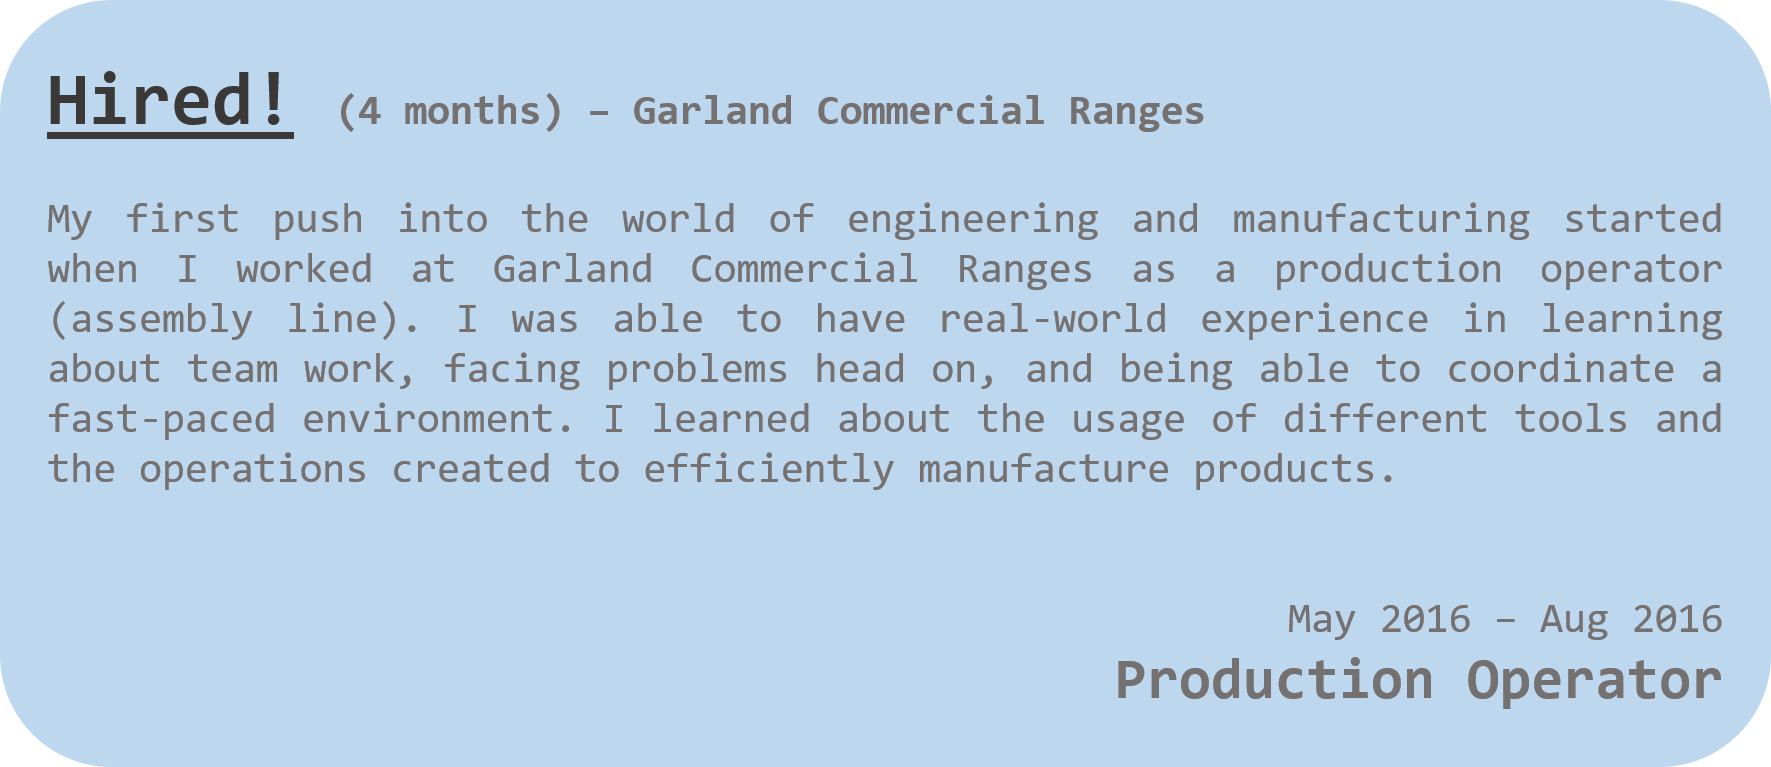 Hired! (4 months) – Garland Commercial Ranges
My first push into the world of engineering and manufacturing started
when I worked at Garland Commercial Ranges as a production operator
(assembly line). I was able to have real-world experience in learning
about team work, facing problems head on, and being able to coordinate a
fast-paced environment. I learned about the usage of different tools and
the operations created to efficiently manufacture products.
May 2016 – Aug 2016
Production Operator